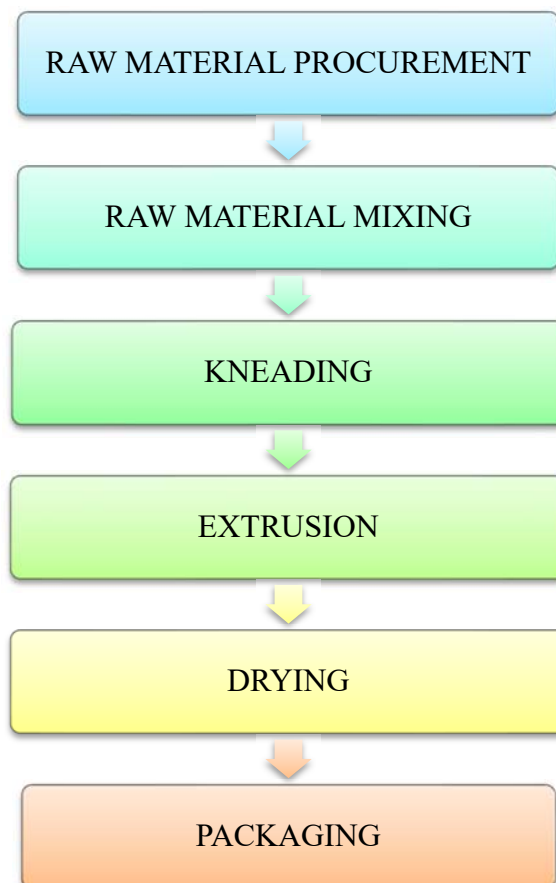 RAW MATERIAL PROCUREMENT
RAW MATERIAL MIXING
KNEADING
EXTRUSION
DRYING
PACKAGING